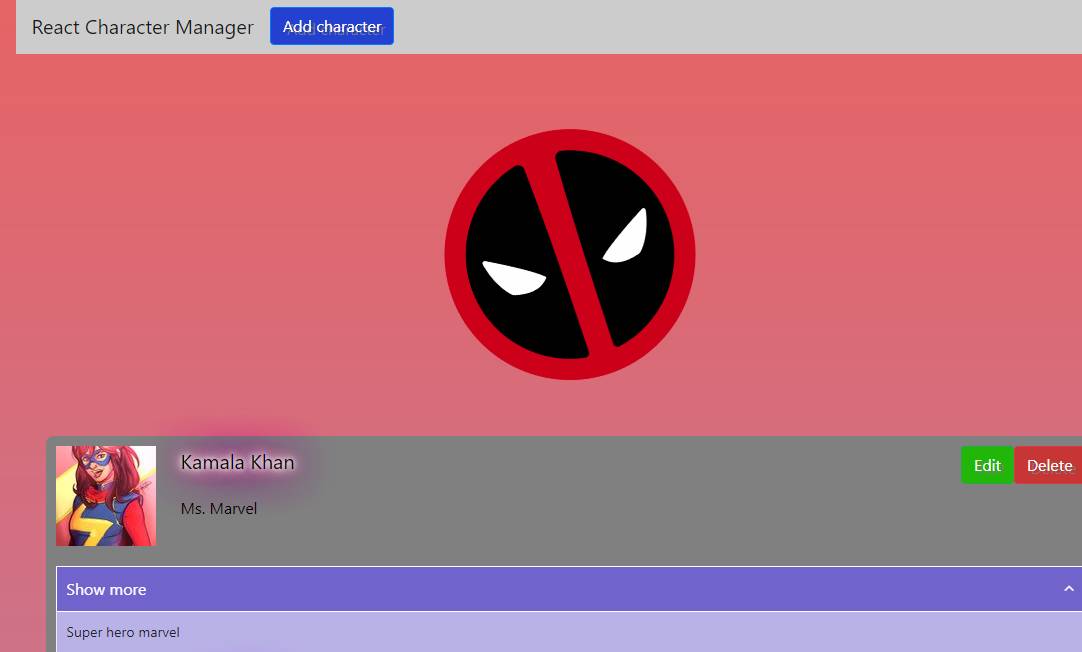 React Character Manager Add character
Kamala Khan
Edit Delete
Ms. Marvel
Show more
Super hero marvel